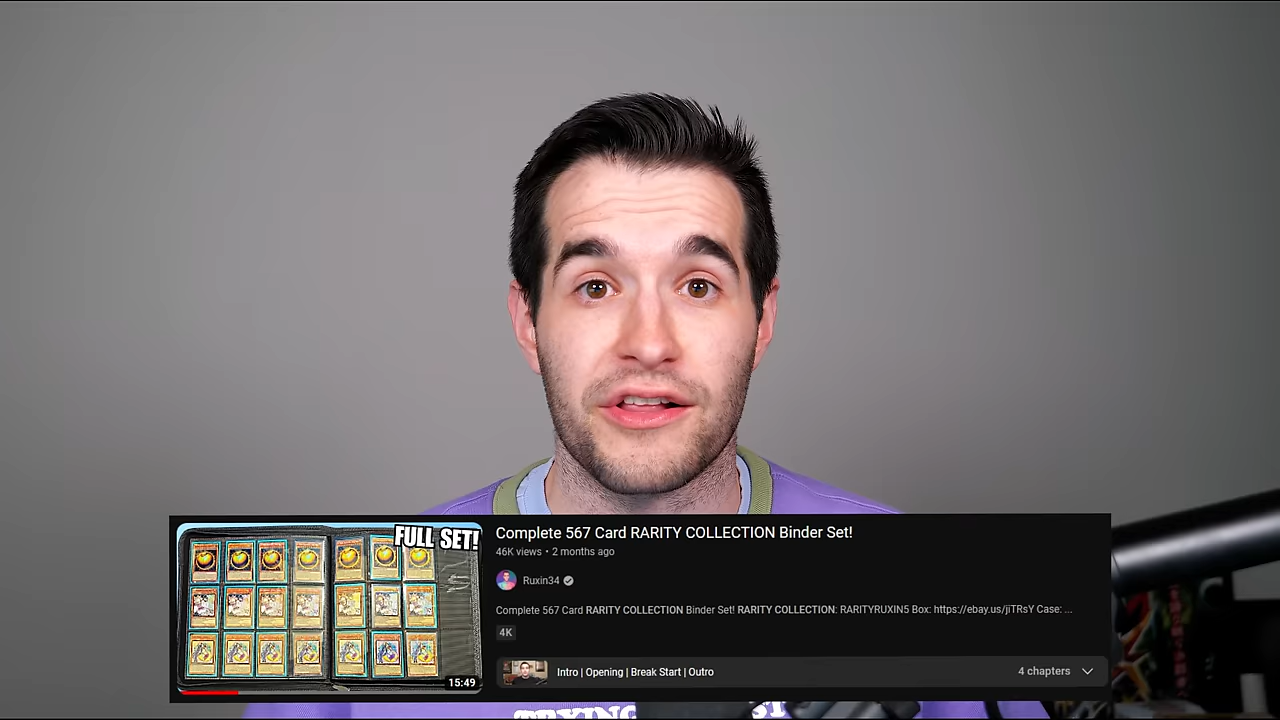 FULL SET!
15:49
Complete 567 Card RARITY COLLECTION Binder Set!
46K views • 2 months ago
Ruxin34
Complete 567 Card RARITY COLLECTION Binder Set! RARITY COLLECTION: RARITYRUXIN5 Box: https://ebay.us/jiTRsY Case: ...
4K
Intro | Opening | Break Start | Outro
4 chapters